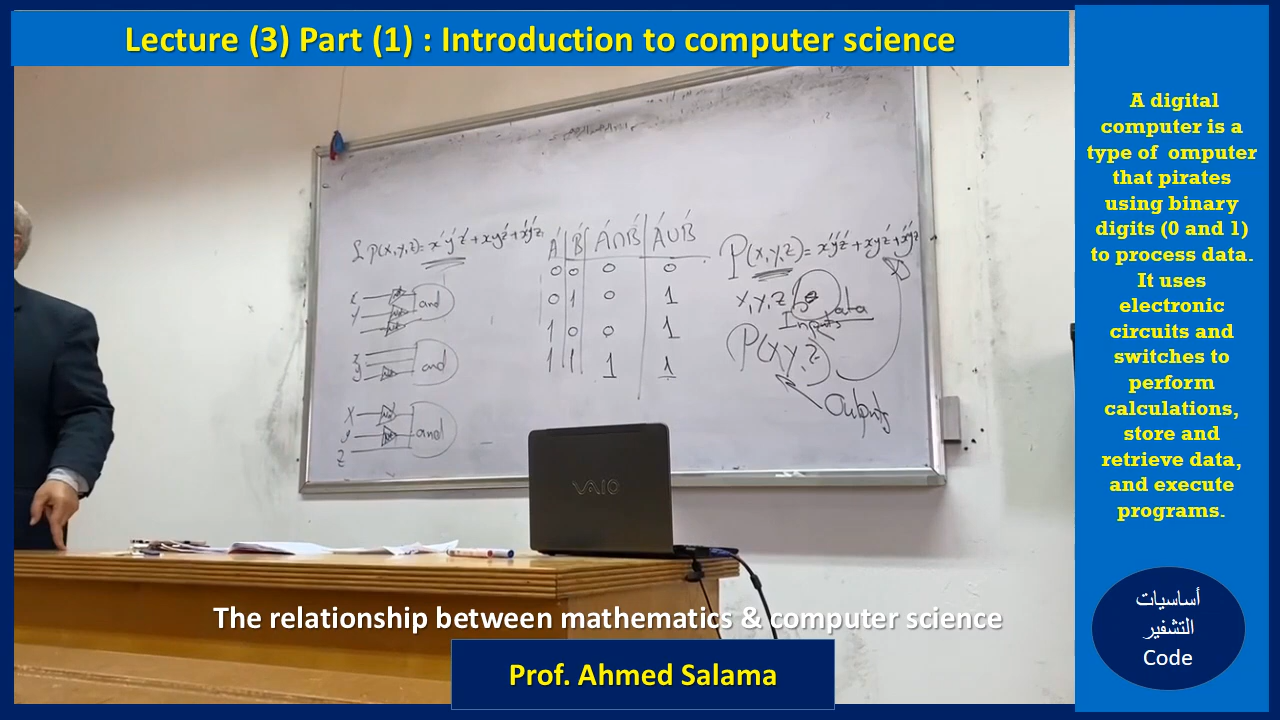 Lecture (3) Part (1) : Introduction to computer science
A digital
computer is a
type of omputer
that pirates
using binary
digits (0 and 1)
to process data.
It uses
electronic
circuits and
switches to
perform
calculations,
store and
retrieve data,
and execute
programs.
أساسيات
التشفير
Code
P(x,y,z)= x y' z' + x y z' + x' y' z
A' B' A'∩B' A'∪B'
0 0 0 0
0 1 0 1
1 0 0 1
1 1 1 1
and
X
Y
and
X
y
Z
and
P(x,y,z)= x y' z' + x y z' + x' y' z
x, y, z
Data
Inputs
P(x y, z)
Outputs
VAIO
The relationship between mathematics & computer science
Prof. Ahmed Salama